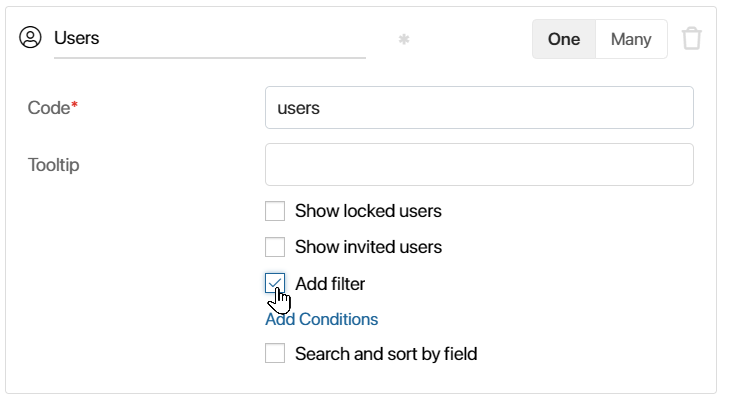 Users * One Many
Code* users
Tooltip
Show locked users
Show invited users
Add filter
Add Conditions
Search and sort by field